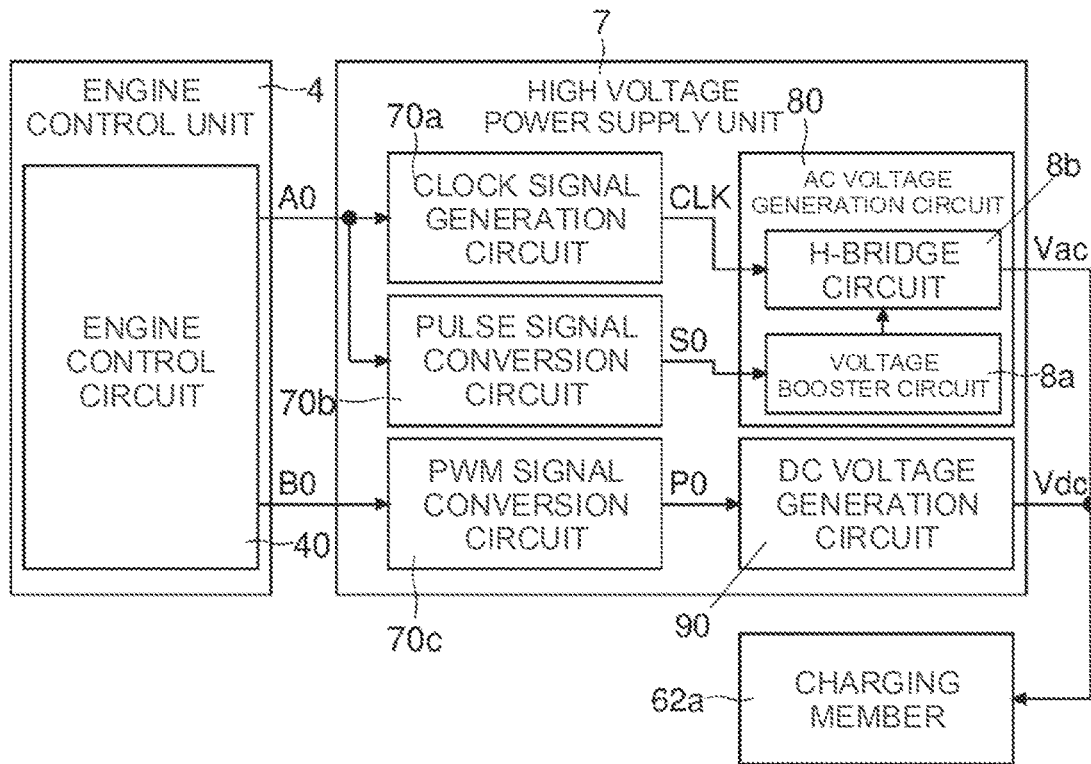 7
ENGINE
CONTROL UNIT
4
HIGH VOLTAGE
POWER SUPPLY UNIT
70a
80
ENGINE
CONTROL
CIRCUIT
40
A0
B0
CLOCK SIGNAL
GENERATION
CIRCUIT
CLK
AC VOLTAGE
GENERATION CIRCUIT
8b
H-BRIDGE
CIRCUIT
Vac
PULSE SIGNAL
CONVERSION
CIRCUIT
70b
S0
VOLTAGE
BOOSTER CIRCUIT
8a
PWM SIGNAL
CONVERSION
CIRCUIT
70c
P0
DC VOLTAGE
GENERATION
CIRCUIT
90
Vdc
62a
CHARGING
MEMBER